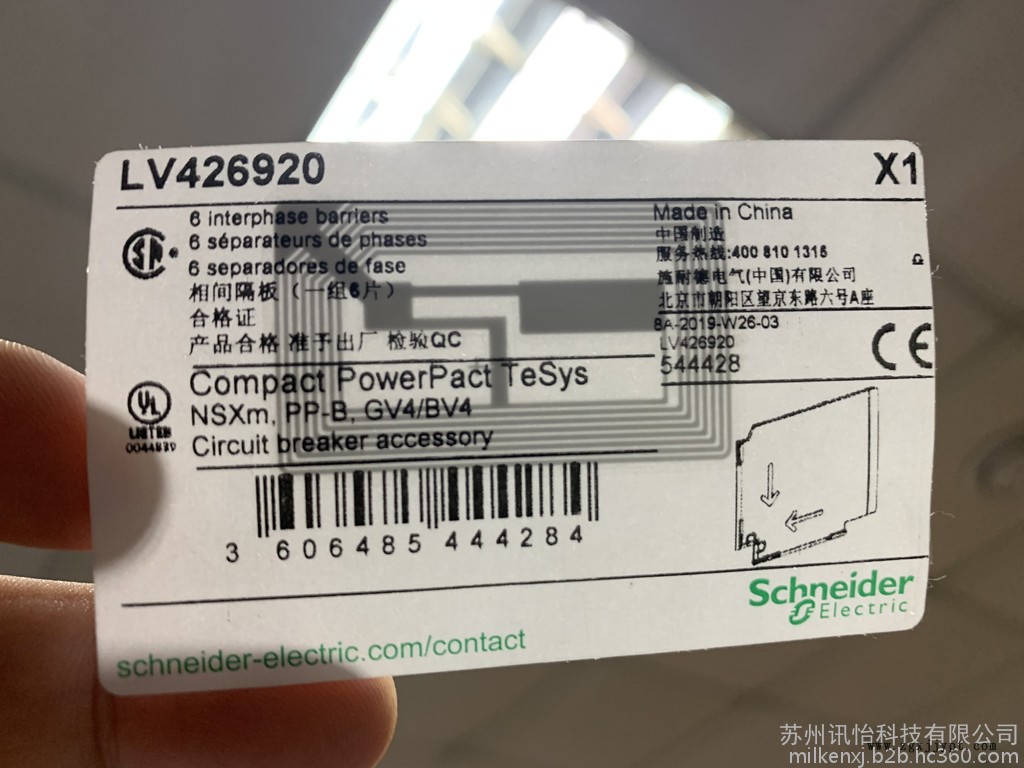 LV426920
X1
6 interphase barriers
6 séparateurs de phases
6 separadores de fase
相间隔板（一组6片）
合格证
产品合格 准予出厂 检验QC
Made in China
中国制造
服务热线:400 810 1315
施耐德电气(中国)有限公司
北京市朝阳区望京东路六号A座
8A-2019-W26-03
LV426920
544428
CE
SA
UL
LISTED
Compact PowerPact TeSys
NSXm, PP-B, GV4/BV4
Circuit breaker accessory
3 606485 444284
Schneider
Electric
schneider-electric.com/contact
苏州讯怡科技有限公司
milkenxj.b2b.hc360.com